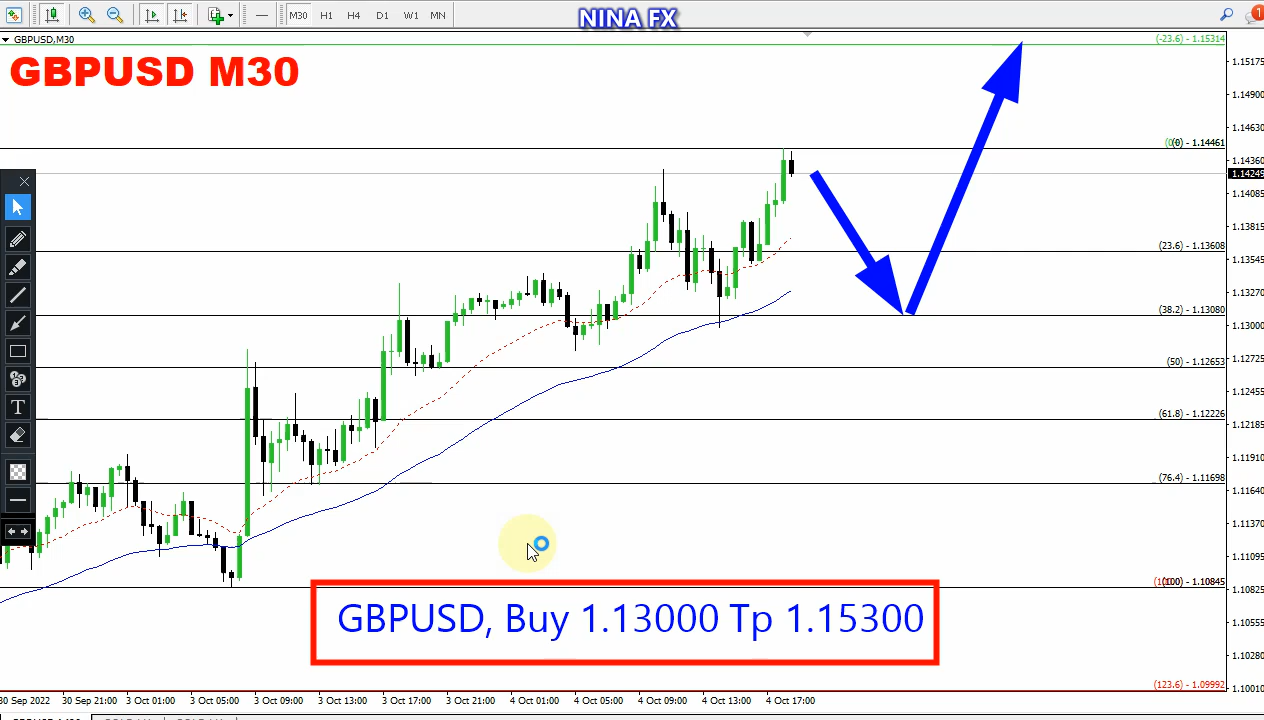 M30 H1 H4 D1 W1 MN
NINA FX
1
GBPUSD,M30
GBPUSD M30
(-23.6) - 1.15314
1.15175
1.14900
1.14630
(0) - 1.14461
1.14360
1.14245
1.14085
1.13815
(23.6) - 1.13608
1.13545
1.13270
(38.2) - 1.13080
1.13000
1.12725
(50) - 1.12653
1.12455
(61.8) - 1.12226
1.12185
1.11910
(76.4) - 1.11698
1.11640
1.11370
1.11095
(100) - 1.10845
1.10825
1.10555
1.10280
(123.6) - 1.09992
1.10010
T
GBPUSD, Buy 1.13000 Tp 1.15300
30 Sep 2022 30 Sep 21:00 3 Oct 01:00 3 Oct 05:00 3 Oct 09:00 3 Oct 13:00 3 Oct 17:00 3 Oct 21:00 4 Oct 01:00 4 Oct 05:00 4 Oct 09:00 4 Oct 13:00 4 Oct 17:00